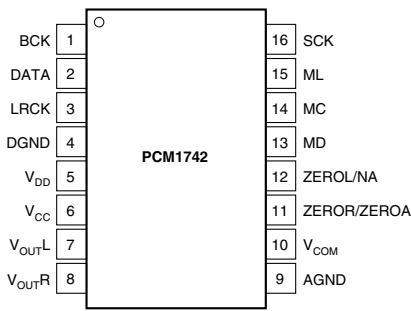 BCK 1 16 SCK
DATA 2 15 ML
LRCK 3 14 MC
DGND 4 13 MD
PCM1742
VDD 5 12 ZEROL/NA
VCC 6 11 ZEROR/ZEROA
VOUTL 7 10 VCOM
VOUTR 8 9 AGND